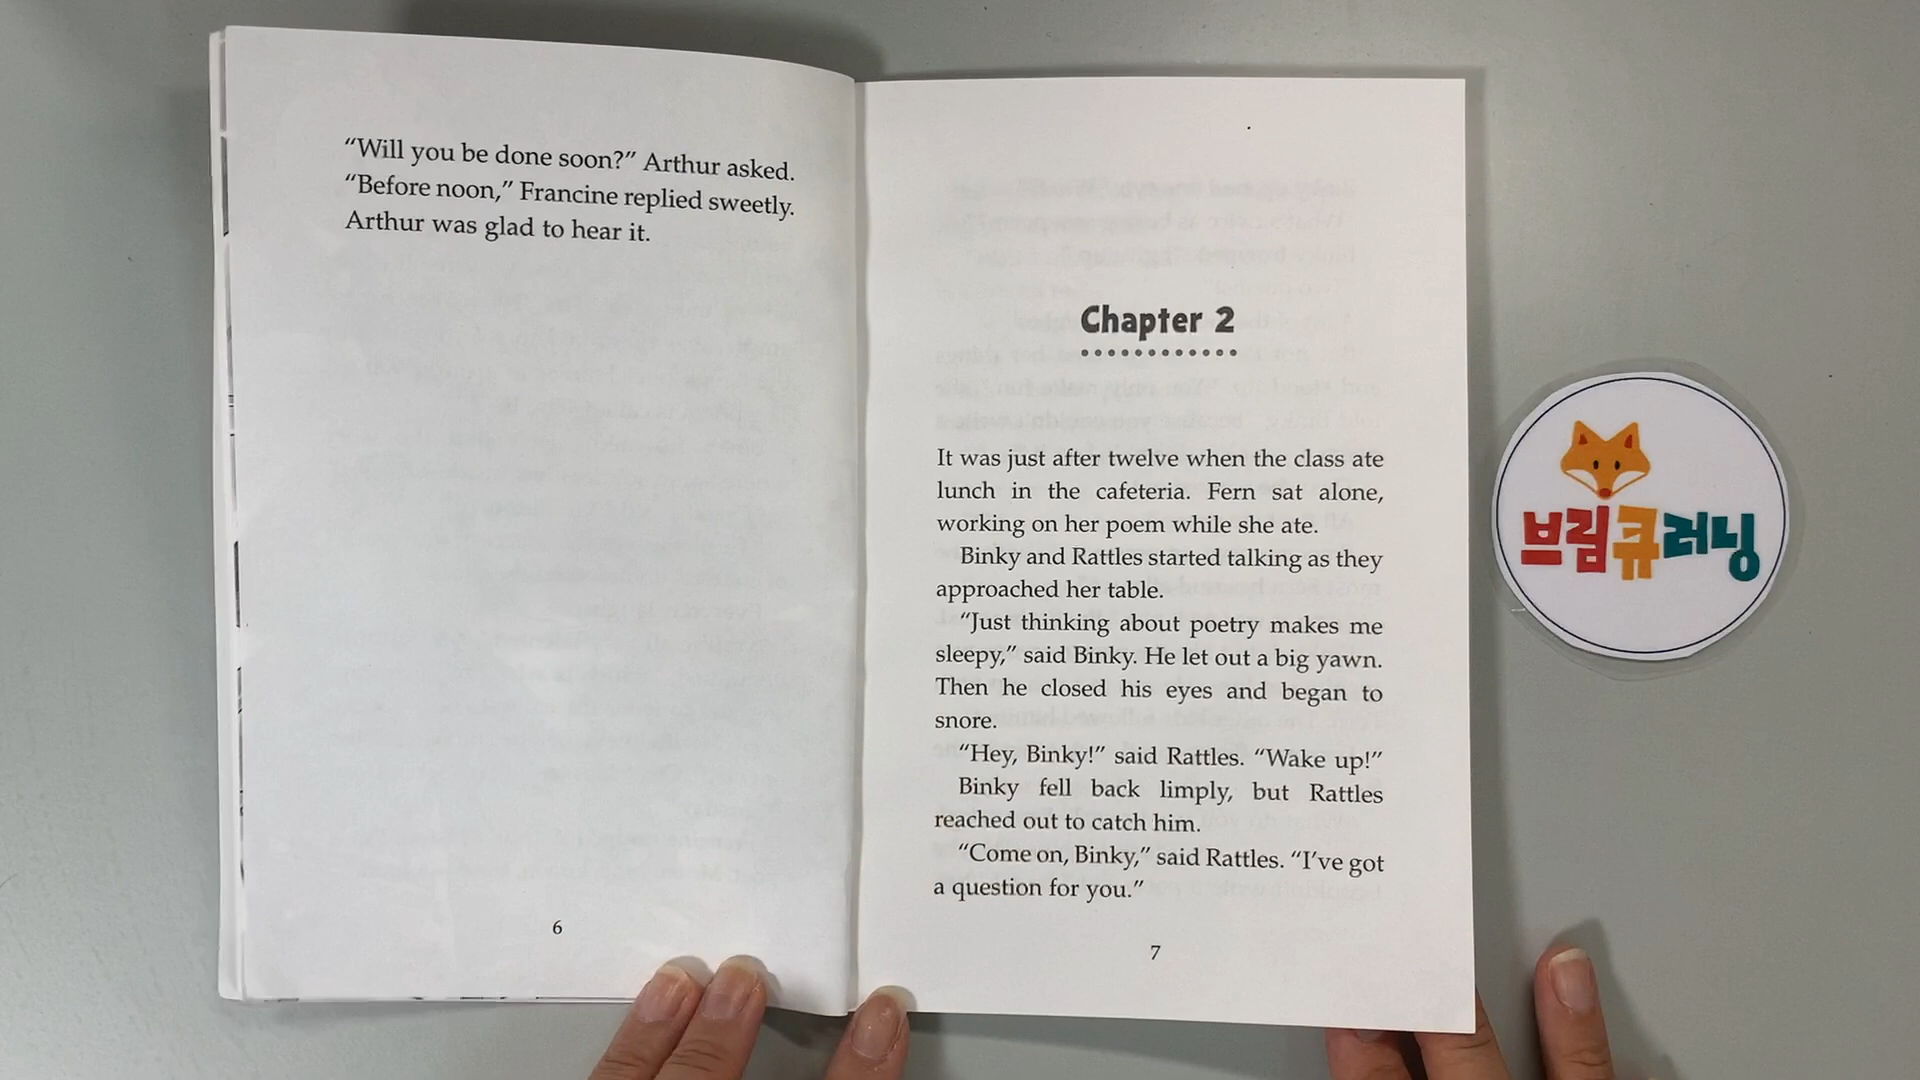 “Will you be done soon?” Arthur asked.
“Before noon,” Francine replied sweetly.
Arthur was glad to hear it.
6
Chapter 2
It was just after twelve when the class ate
lunch in the cafeteria. Fern sat alone,
working on her poem while she ate.
Binky and Rattles started talking as they
approached her table.
“Just thinking about poetry makes me
sleepy,” said Binky. He let out a big yawn.
Then he closed his eyes and began to
snore.
“Hey, Binky!” said Rattles. “Wake up!”
Binky fell back limply, but Rattles
reached out to catch him.
“Come on, Binky,” said Rattles. “I’ve got
a question for you.”
7
브림큐러닝